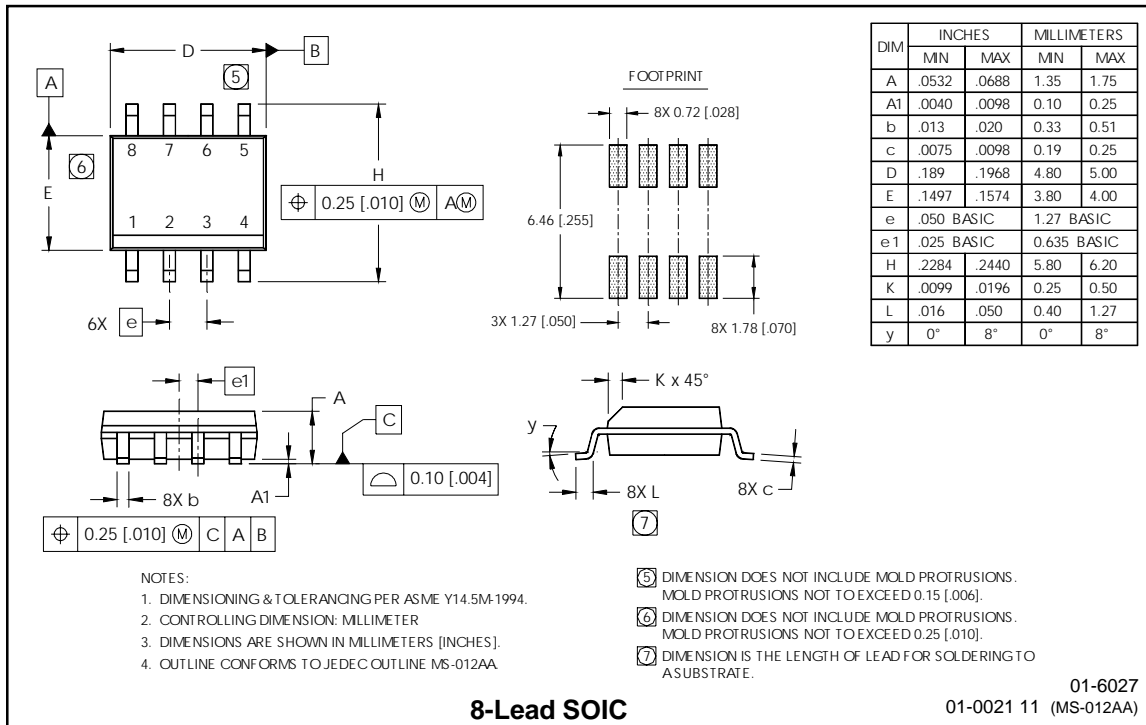 D
B
5
A
8 7 6 5
6
E
H
0.25 [.010] Ⓜ AⓂ
1 2 3 4
6X e
FOOTPRINT
8X 0.72 [.028]
6.46 [.255]
3X 1.27 [.050]
8X 1.78 [.070]
DIM INCHES MILLIMETERS
MIN MAX MIN MAX
A .0532 .0688 1.35 1.75
A1 .0040 .0098 0.10 0.25
b .013 .020 0.33 0.51
c .0075 .0098 0.19 0.25
D .189 .1968 4.80 5.00
E .1497 .1574 3.80 4.00
e .050 BASIC 1.27 BASIC
e1 .025 BASIC 0.635 BASIC
H .2284 .2440 5.80 6.20
K .0099 .0196 0.25 0.50
L .016 .050 0.40 1.27
y 0° 8° 0° 8°
e1
A
C
0.10 [.004]
8X b
A1
0.25 [.010] Ⓜ C A B
K x 45°
y
8X L
8X c
7
NOTES:
1. DIMENSIONING & TOLERANCING PER ASME Y14.5M-1994.
2. CONTROLLING DIMENSION: MILLIMETER
3. DIMENSIONS ARE SHOWN IN MILLIMETERS [INCHES].
4. OUTLINE CONFORMS TO JEDEC OUTLINE MS-012AA.
5 DIMENSION DOES NOT INCLUDE MOLD PROTRUSIONS.
MOLD PROTRUSIONS NOT TO EXCEED 0.15 [.006].
6 DIMENSION DOES NOT INCLUDE MOLD PROTRUSIONS.
MOLD PROTRUSIONS NOT TO EXCEED 0.25 [.010].
7 DIMENSION IS THE LENGTH OF LEAD FOR SOLDERING TO
A SUBSTRATE.
8-Lead SOIC
01-6027
01-0021 11 (MS-012AA)